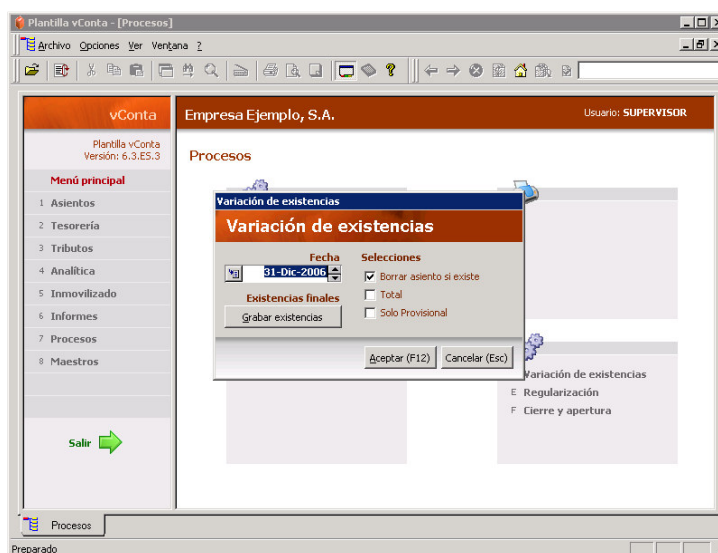 Plantilla vConta - [Procesos]
Archivo Opciones Ver Ventana ?
vConta
Empresa Ejemplo, S.A.
Usuario: SUPERVISOR
Plantilla vConta
Versión: 6.3.ES.3
Menú principal
1 Asientos
2 Tesorería
3 Tributos
4 Analítica
5 Inmovilizado
6 Informes
7 Procesos
8 Maestros
Salir
Procesos
Variación de existencias
Variación de existencias
Fecha
31-Dic-2006
Existencias finales
Grabar existencias
Selecciones
Borrar asiento si existe
Total
Solo Provisional
Aceptar (F12)
Cancelar (Esc)
Variación de existencias
E Regularización
F Cierre y apertura
Procesos
Preparado